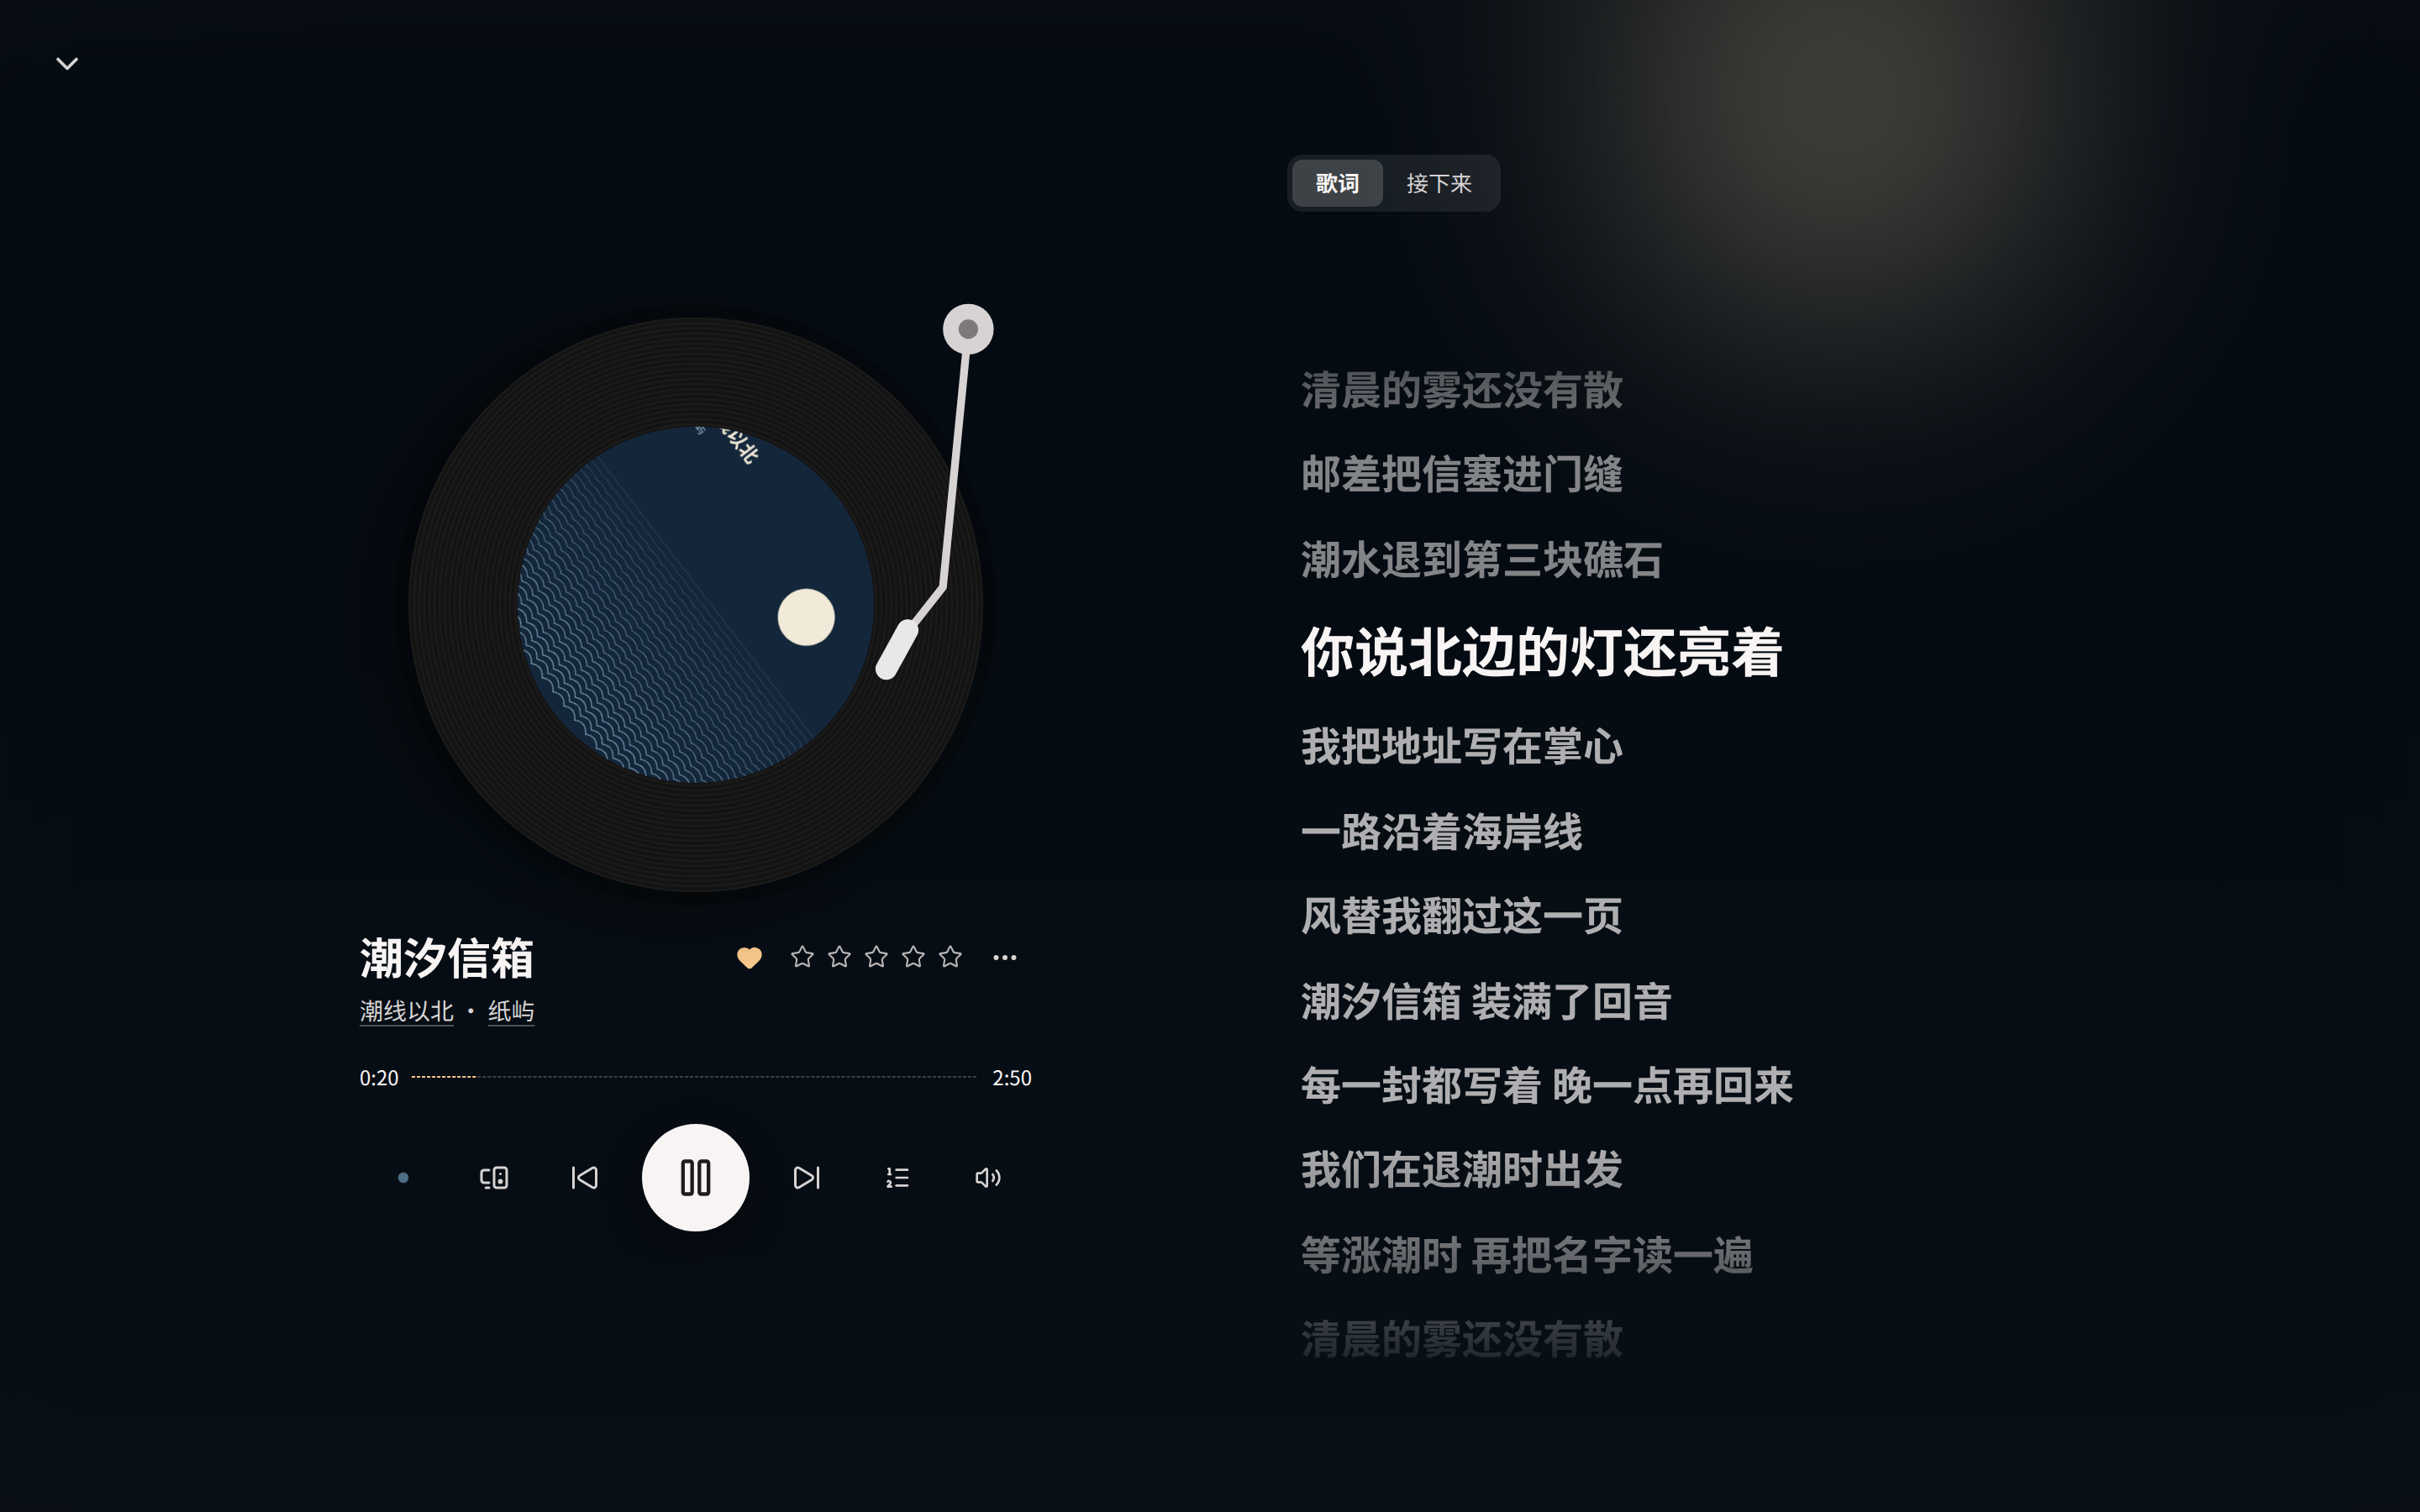 歌词 接下来
以北
清晨的雾还没有散
邮差把信塞进门缝
潮水退到第三块礁石
你说北边的灯还亮着
我把地址写在掌心
一路沿着海岸线
风替我翻过这一页
潮汐信箱 装满了回音
每一封都写着 晚一点再回来
我们在退潮时出发
等涨潮时 再把名字读一遍
清晨的雾还没有散
潮汐信箱
潮线以北 · 纸屿
0:20 2:50